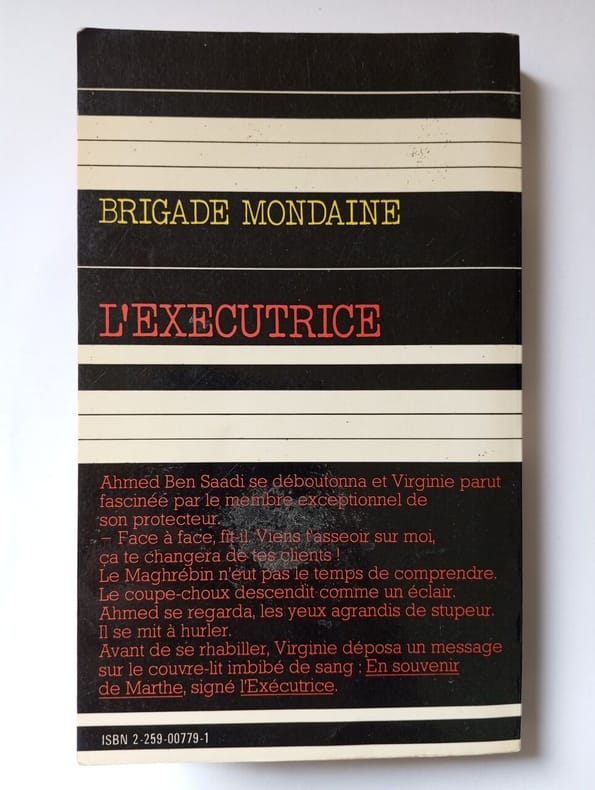 BRIGADE MONDAINE
L'EXECUTRICE
Ahmed Ben Saadi se déboutonna et Virginie parut
fascinée par le membre exceptionnel de
son protecteur.
– Face à face, fit-il. Viens t'asseoir sur moi,
ça te changera de tes clients !
Le Maghrébin n'eut pas le temps de comprendre.
Le coupe-choux descendit comme un éclair.
Ahmed se regarda, les yeux agrandis de stupeur.
Il se mit à hurler.
Avant de se rhabiller, Virginie déposa un message
sur le couvre-lit imbibé de sang : En souvenir
de Marthe, signé l'Exécutrice.
ISBN 2-259-00779-1